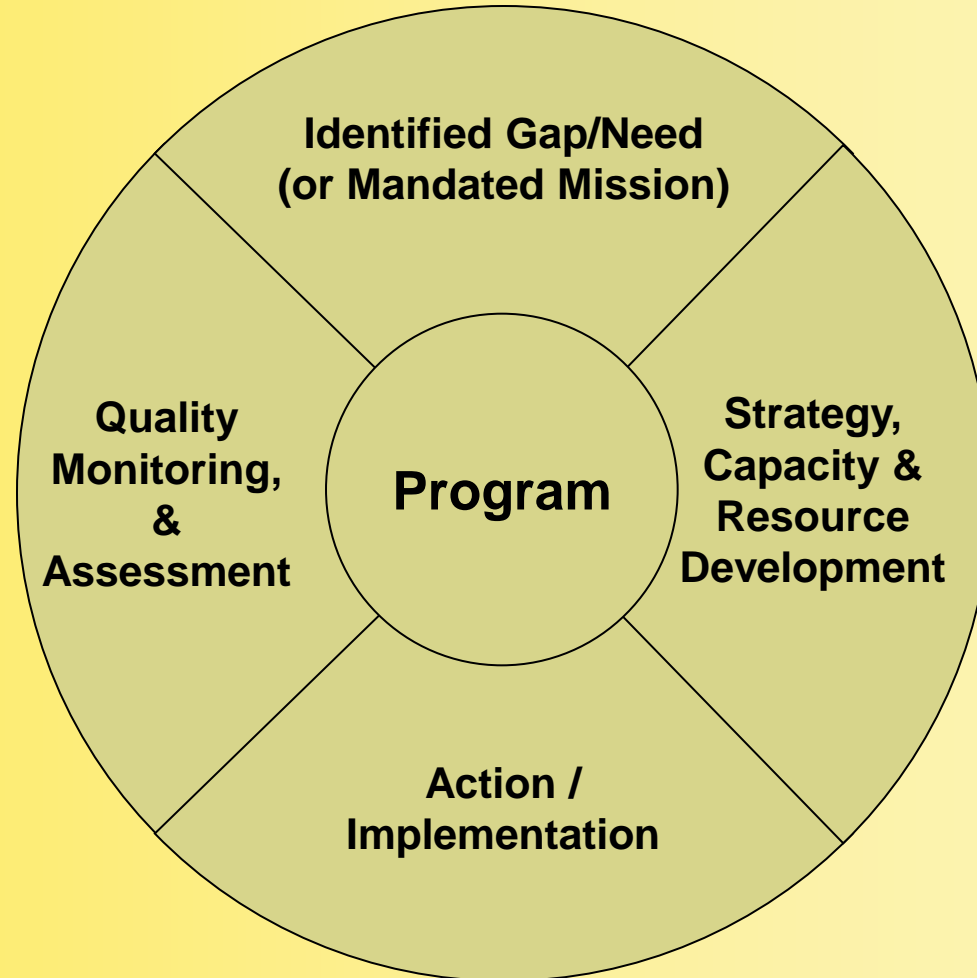 Identified Gap/Need
(or Mandated Mission)
Strategy,
Capacity &
Resource
Development
Action /
Implementation
Quality
Monitoring,
&
Assessment
Program